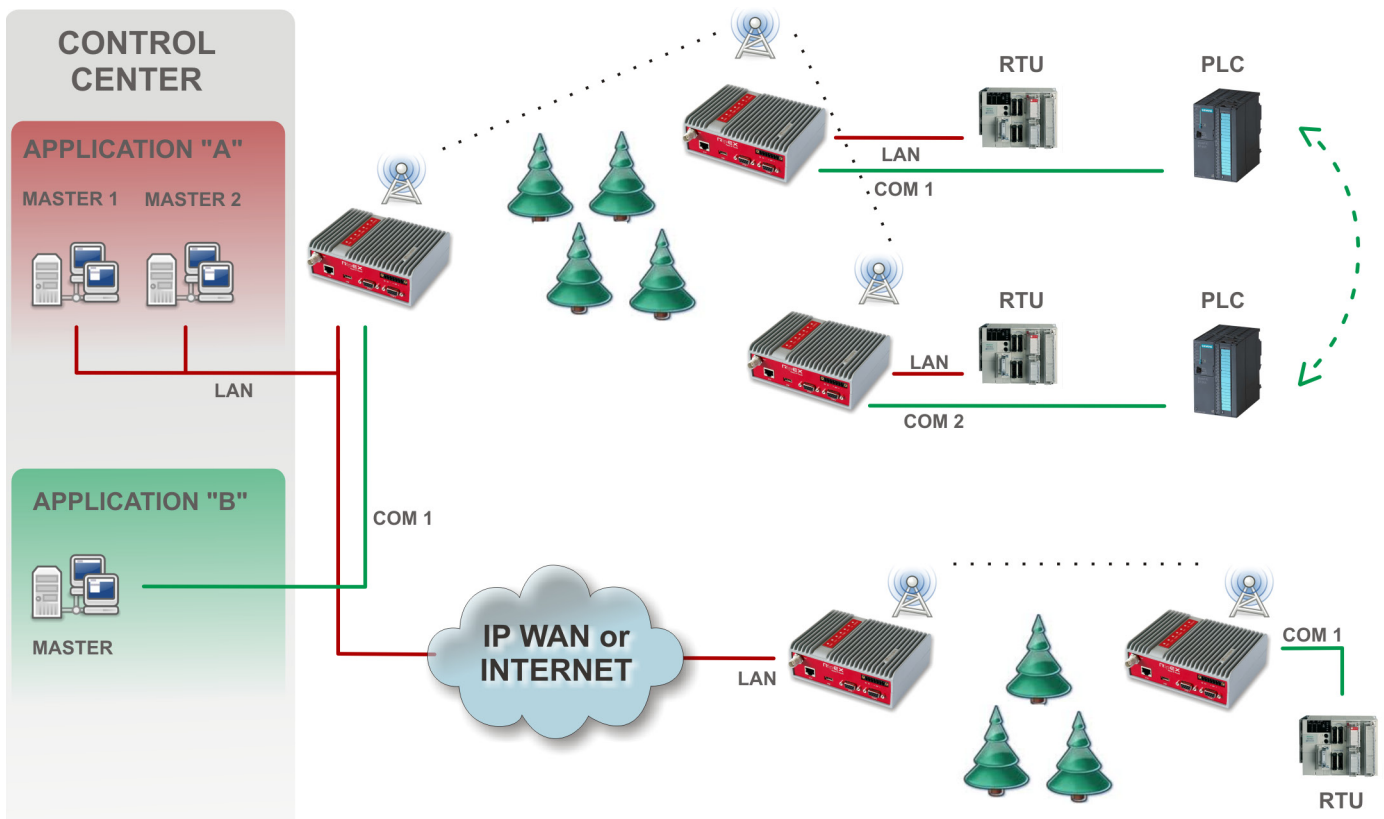 CONTROL
CENTER
APPLICATION "A"
MASTER 1
MASTER 2
LAN
APPLICATION "B"
MASTER
COM 1
RTU
PLC
LAN
COM 1
RTU
PLC
LAN
COM 2
IP WAN or
INTERNET
LAN
COM 1
RTU